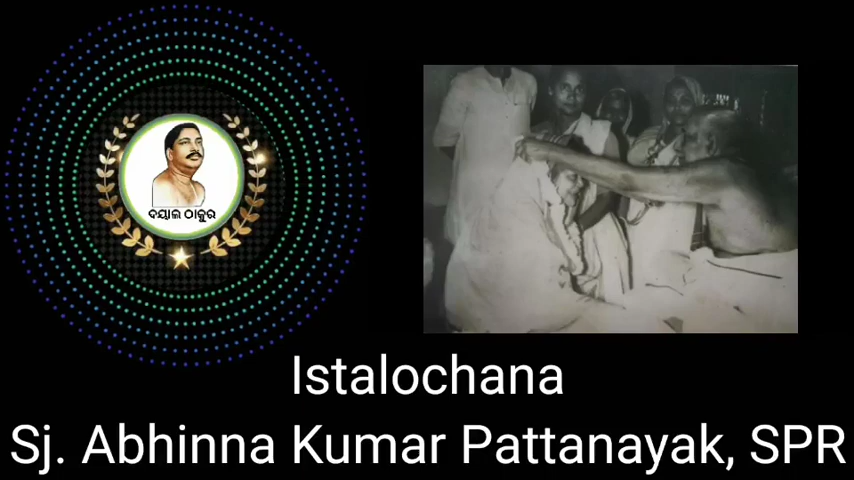 ଦୟାଲ ଠାକୁର
Istalochana
Sj. Abhinna Kumar Pattanayak, SPR